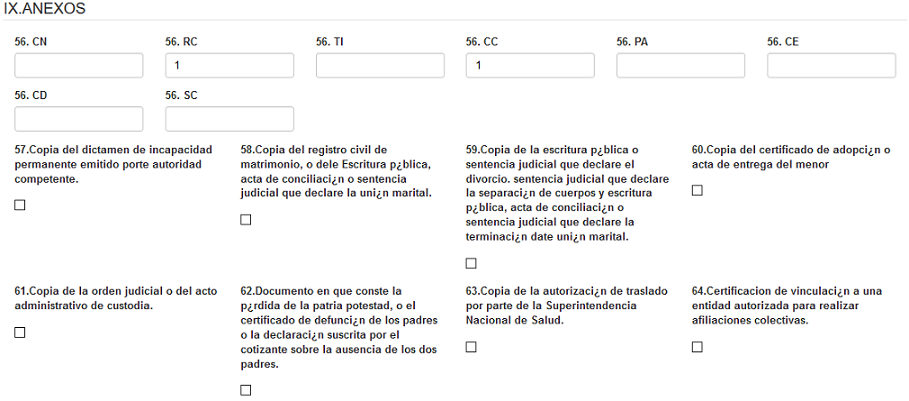 IX.ANEXOS
56. CN 56. RC 56. TI 56. CC 56. PA 56. CE
1 1
56. CD 56. SC
57.Copia del dictamen de incapacidad
permanente emitido porte autoridad
competente.
58.Copia del registro civil de
matrimonio, o dele Escritura p¿blica,
acta de conciliaci¿n o sentencia
judicial que declare la uni¿n marital.
59.Copia de la escritura p¿blica o
sentencia judicial que declare el
divorcio. sentencia judicial que declare
la separaci¿n de cuerpos y escritura
p¿blica, acta de conciliaci¿n o
sentencia judicial que declare la
terminaci¿n date uni¿n marital.
60.Copia del certificado de adopci¿n o
acta de entrega del menor
61.Copia de la orden judicial o del acto
administrativo de custodia.
62.Documento en que conste la
p¿rdida de la patria potestad, o el
certificado de defunci¿n de los padres
o la declaraci¿n suscrita por el
cotizante sobre la ausencia de los dos
padres.
63.Copia de la autorizaci¿n de traslado
por parte de la Superintendencia
Nacional de Salud.
64.Certificacion de vinculaci¿n a una
entidad autorizada para realizar
afiliaciones colectivas.